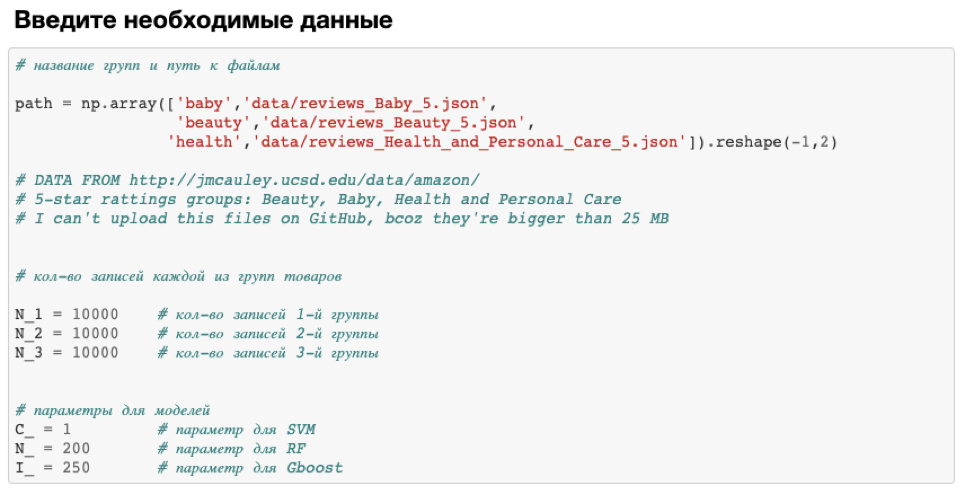 Введите необходимые данные
# название групп и путь к файлам
path = np.array(['baby','data/reviews_Baby_5.json',
'beauty','data/reviews_Beauty_5.json',
'health','data/reviews_Health_and_Personal_Care_5.json']).reshape(-1,2)
# DATA FROM http://jmcauley.ucsd.edu/data/amazon/
# 5-star rattings groups: Beauty, Baby, Health and Personal Care
# I can't upload this files on GitHub, bcoz they're bigger than 25 MB
# кол-во записей каждой из групп товаров
N_1 = 10000    # кол-во записей 1-й группы
N_2 = 10000    # кол-во записей 2-й группы
N_3 = 10000    # кол-во записей 3-й группы
# параметры для моделей
C_ = 1         # параметр для SVM
N_ = 200       # параметр для RF
I_ = 250       # параметр для Gboost